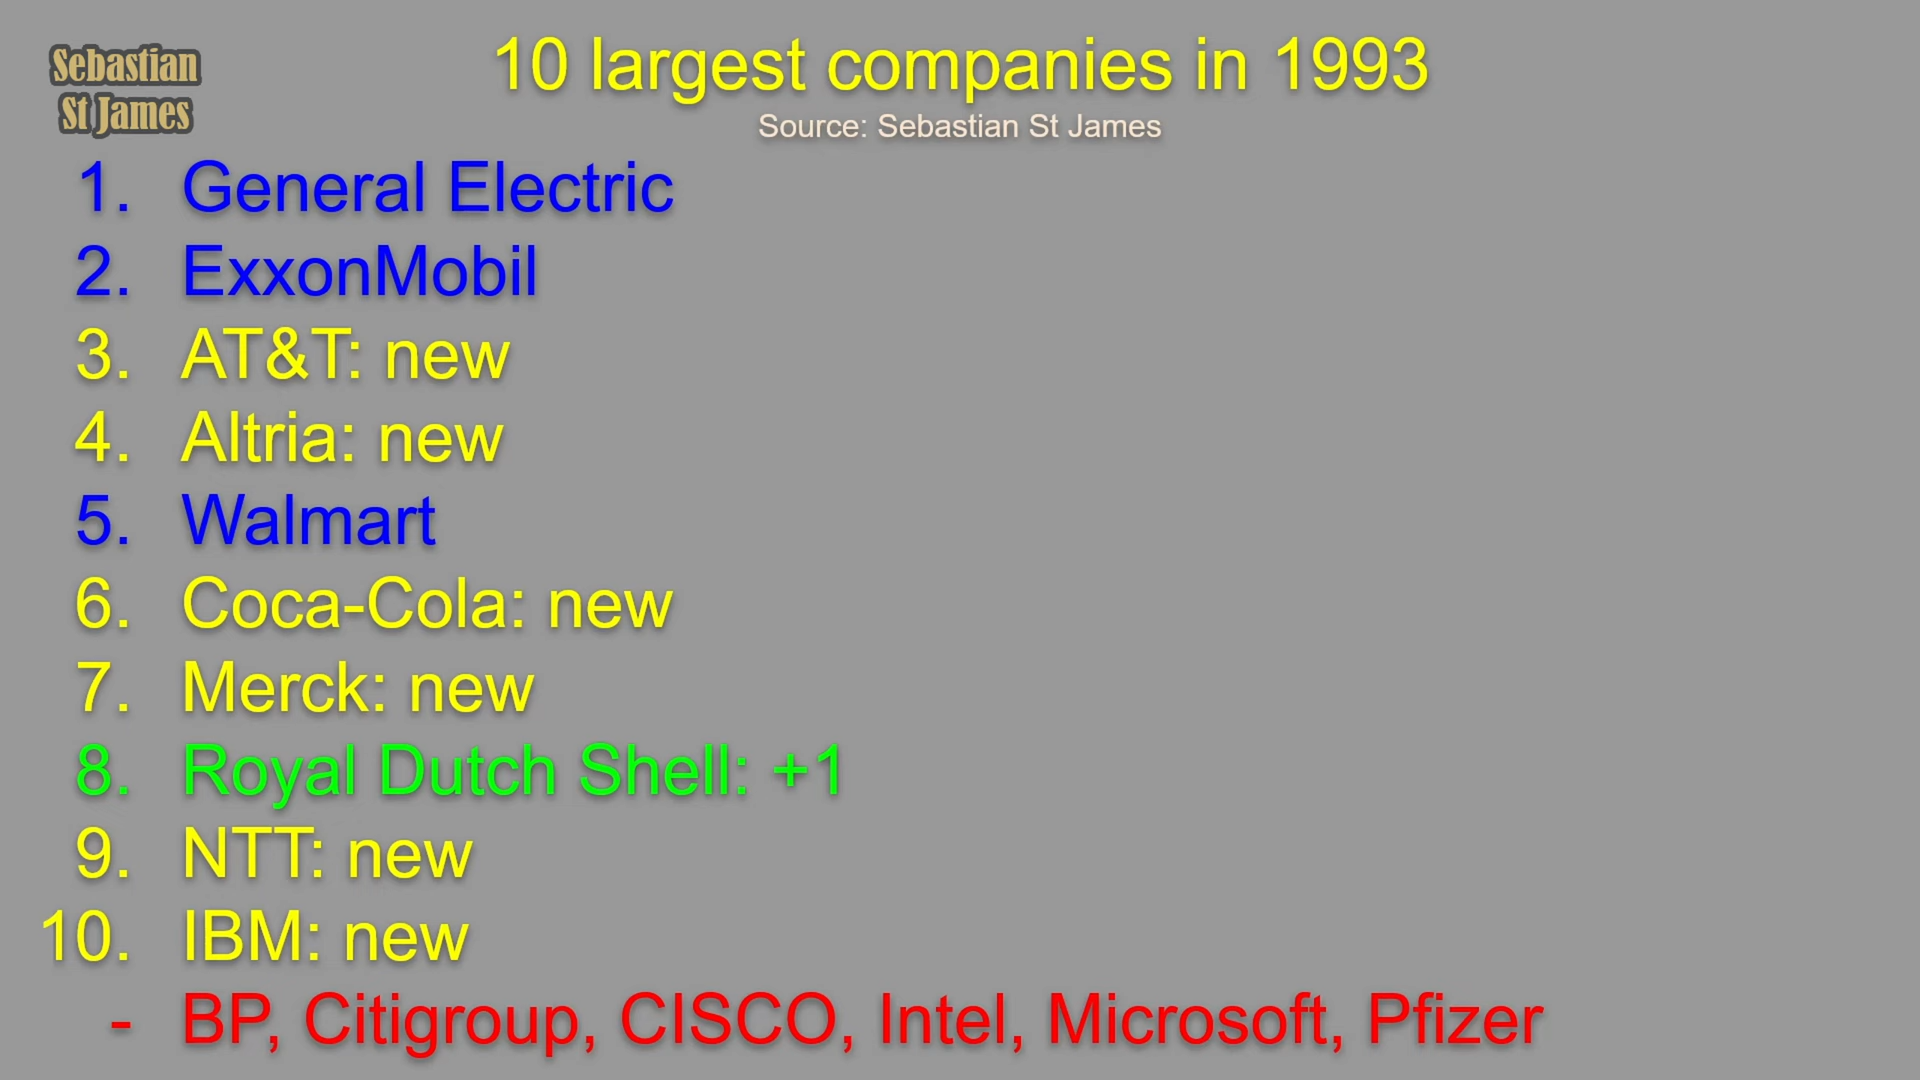 Sebastian
St James
10 largest companies in 1993
Source: Sebastian St James
1. General Electric
2. ExxonMobil
3. AT&T: new
4. Altria: new
5. Walmart
6. Coca-Cola: new
7. Merck: new
8. Royal Dutch Shell: +1
9. NTT: new
10. IBM: new
- BP, Citigroup, CISCO, Intel, Microsoft, Pfizer